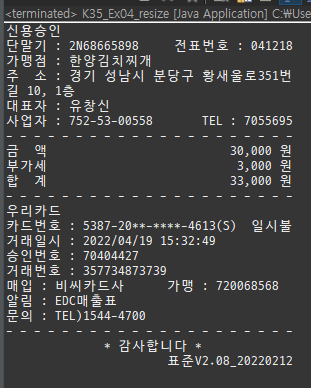 <terminated> K35_Ex04_resize [Java Application] C:₩Use
신용승인
단말기 : 2N68665898 전표번호 : 041218
가맹점 : 한양김치찌개
주 소 : 경기 성남시 분당구 황새울로351번
길 10, 1층
대표자 : 유창신
사업자 : 752-53-00558 TEL : 7055695
- - - - - - - - - - - - - - - - - - - - -
금 액 30,000 원
부가세 3,000 원
합 계 33,000 원
- - - - - - - - - - - - - - - - - - - - -
우리카드
카드번호 : 5387-20**-****-4613(S) 일시불
거래일시 : 2022/04/19 15:32:49
승인번호 : 70404427
거래번호 : 357734873739
매입 : 비씨카드사 가맹 : 720068568
알림 : EDC매출표
문의 : TEL)1544-4700
- - - - - - - - - - - - - - - - - - - - -
* 감사합니다 *
표준V2.08_20220212